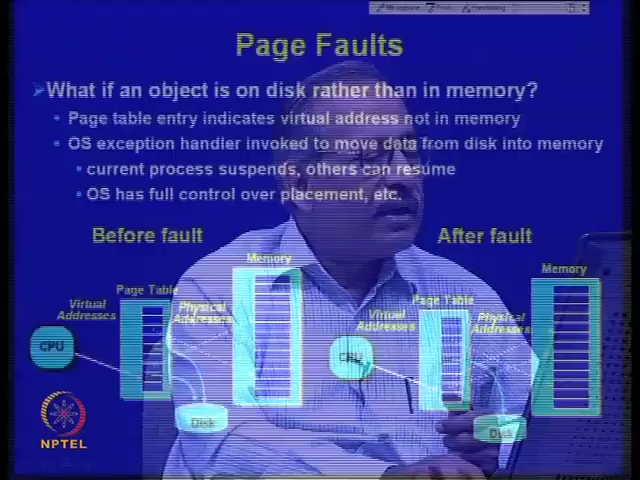 Page Faults
What if an object is on disk rather than in memory?
Page table entry indicates virtual address not in memory
OS exception handler invoked to move data from disk into memory
current process suspends, others can resume
OS has full control over placement, etc.
Before fault
After fault
Memory
Memory
Page Table
Page Table
Virtual
Addresses
Physical
Addresses
Virtual
Addresses
Physical
Addresses
CPU
CPU
Disk
Disk
NPTEL